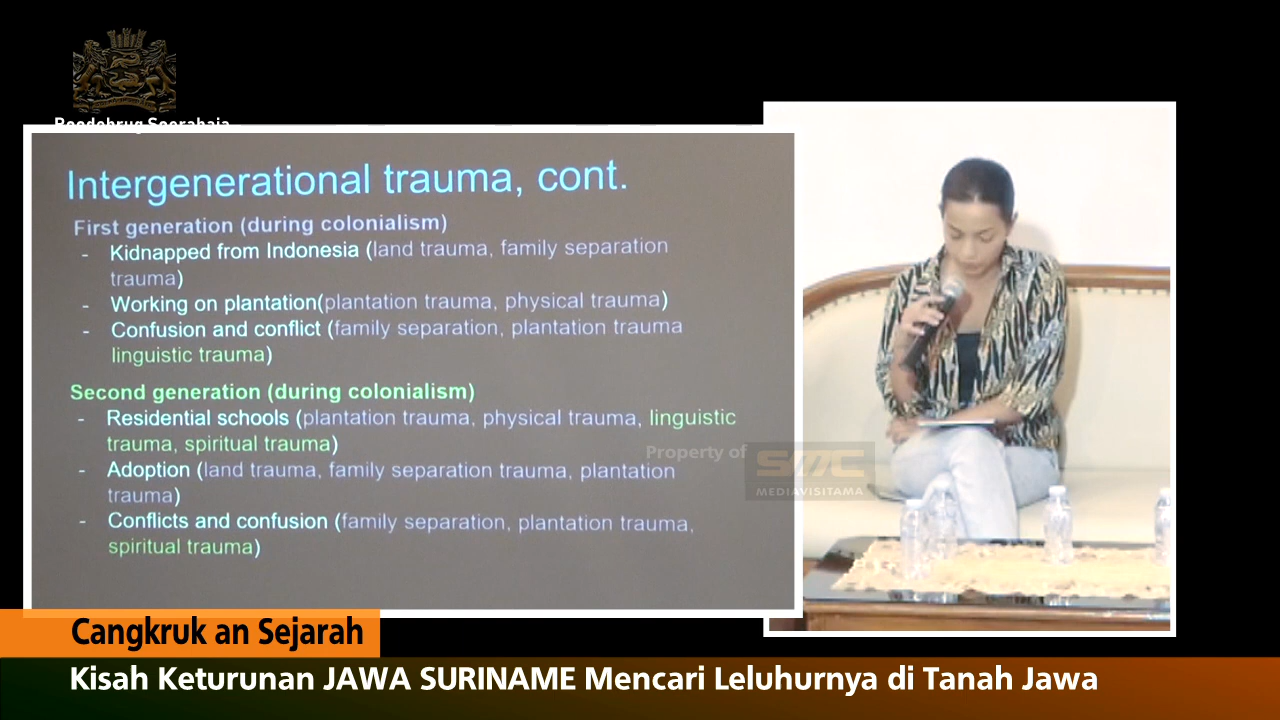 Roodebrug Soerabaia
Intergenerational trauma, cont.
First generation (during colonialism)
- Kidnapped from Indonesia (land trauma, family separation
trauma)
- Working on plantation(plantation trauma, physical trauma)
- Confusion and conflict (family separation, plantation trauma
linguistic trauma)
Second generation (during colonialism)
- Residential schools (plantation trauma, physical trauma, linguistic
trauma, spiritual trauma)
- Adoption (land trauma, family separation trauma, plantation
trauma)
- Conflicts and confusion (family separation, plantation trauma,
spiritual trauma)
Property of
SMC
MEDIAVISITAMA
Cangkruk an Sejarah
Kisah Keturunan JAWA SURINAME Mencari Leluhurnya di Tanah Jawa